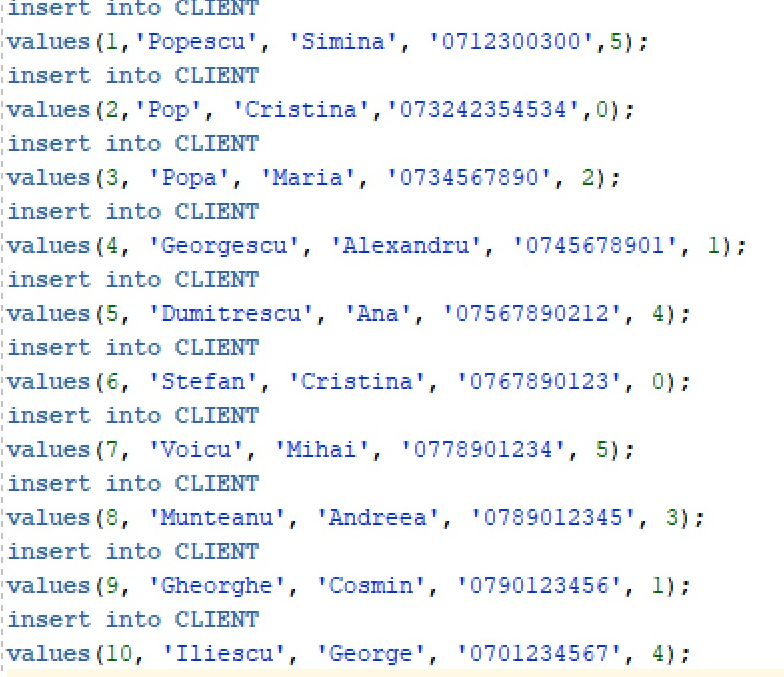 insert into CLIENT
values(1,'Popescu', 'Simina', '0712300300',5);
insert into CLIENT
values(2,'Pop', 'Cristina','073242354534',0);
insert into CLIENT
values(3, 'Popa', 'Maria', '0734567890', 2);
insert into CLIENT
values(4, 'Georgescu', 'Alexandru', '0745678901', 1);
insert into CLIENT
values(5, 'Dumitrescu', 'Ana', '07567890212', 4);
insert into CLIENT
values(6, 'Stefan', 'Cristina', '0767890123', 0);
insert into CLIENT
values(7, 'Voicu', 'Mihai', '0778901234', 5);
insert into CLIENT
values(8, 'Munteanu', 'Andreea', '0789012345', 3);
insert into CLIENT
values(9, 'Gheorghe', 'Cosmin', '0790123456', 1);
insert into CLIENT
values(10, 'Iliescu', 'George', '0701234567', 4);